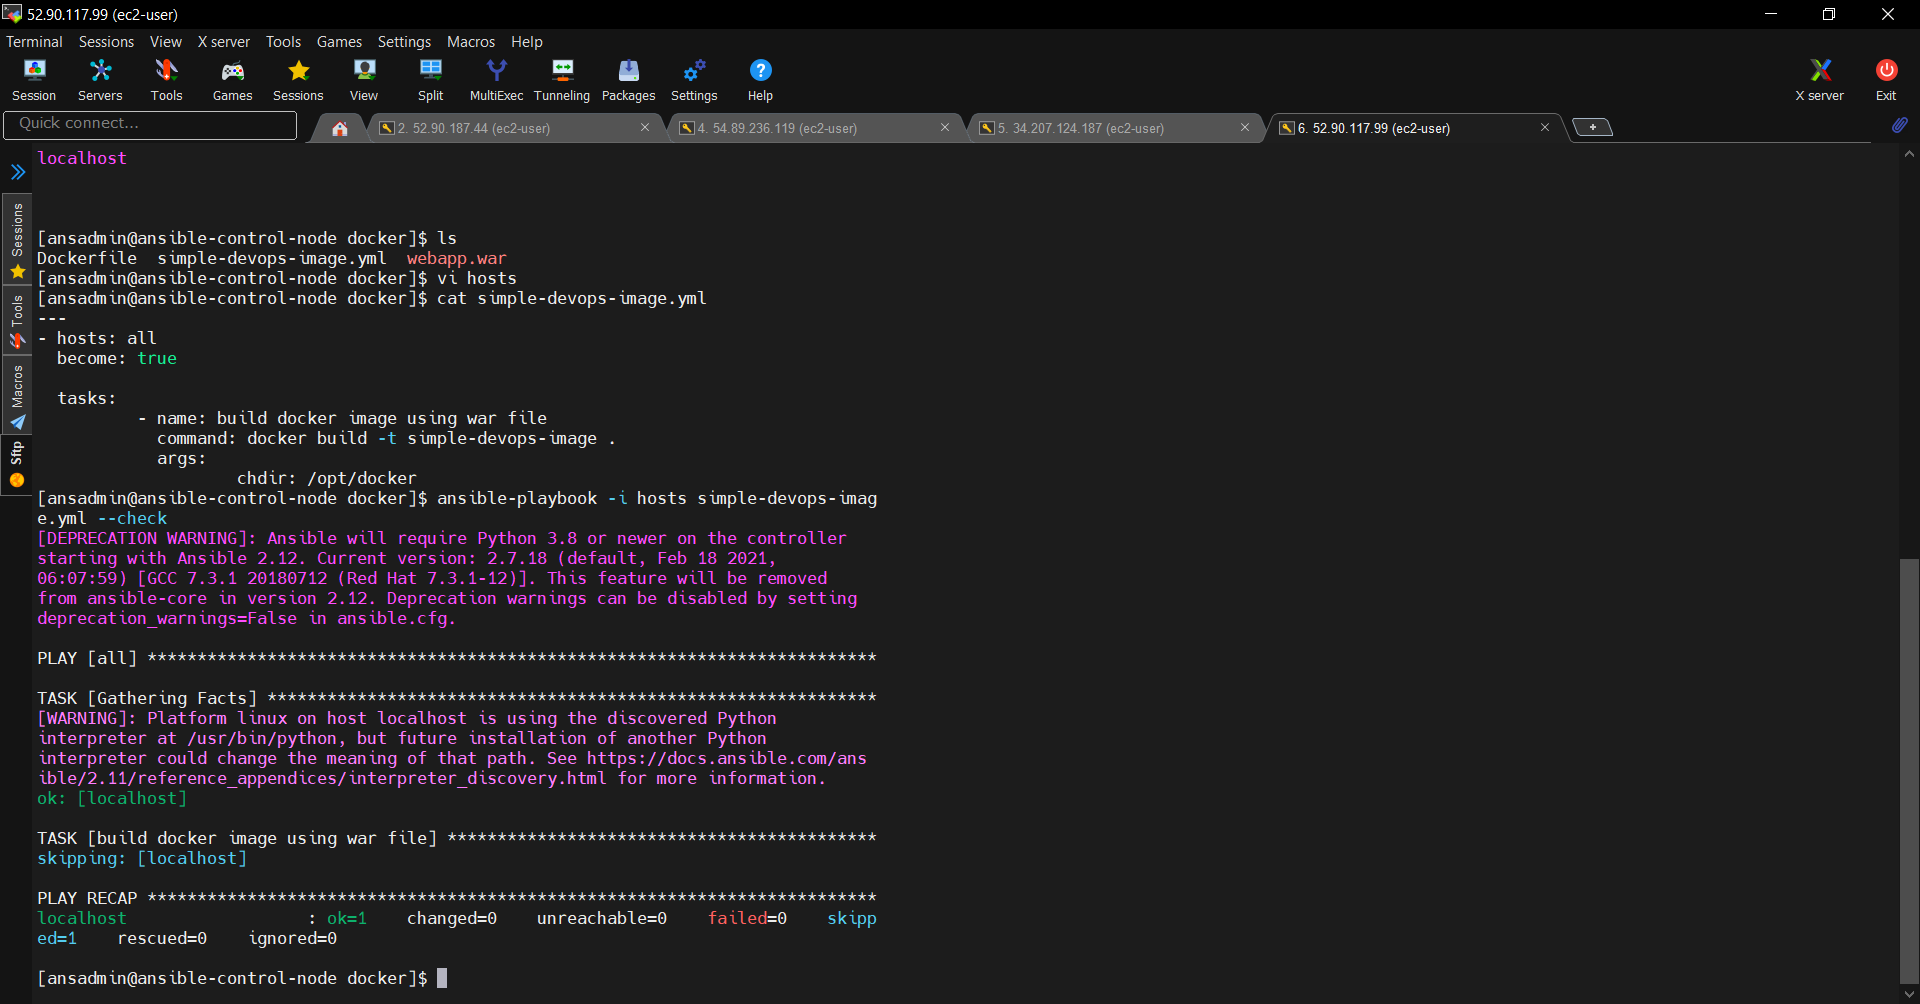 52.90.117.99 (ec2-user)
Terminal Sessions View X server Tools Games Settings Macros Help
Session Servers Tools Games Sessions View Split MultiExec Tunneling Packages Settings Help X server Exit
Quick connect...
2. 52.90.187.44 (ec2-user)
4. 54.89.236.119 (ec2-user)
5. 34.207.124.187 (ec2-user)
6. 52.90.117.99 (ec2-user)
Sessions
Tools
Macros
Sftp
localhost
[ansadmin@ansible-control-node docker]$ ls
Dockerfile  simple-devops-image.yml  webapp.war
[ansadmin@ansible-control-node docker]$ vi hosts
[ansadmin@ansible-control-node docker]$ cat simple-devops-image.yml
---
- hosts: all
  become: true
  tasks:
          - name: build docker image using war file
            command: docker build -t simple-devops-image .
            args:
                    chdir: /opt/docker
[ansadmin@ansible-control-node docker]$ ansible-playbook -i hosts simple-devops-imag
e.yml --check
[DEPRECATION WARNING]: Ansible will require Python 3.8 or newer on the controller
starting with Ansible 2.12. Current version: 2.7.18 (default, Feb 18 2021,
06:07:59) [GCC 7.3.1 20180712 (Red Hat 7.3.1-12)]. This feature will be removed
from ansible-core in version 2.12. Deprecation warnings can be disabled by setting
deprecation_warnings=False in ansible.cfg.
PLAY [all] *************************************************************************
TASK [Gathering Facts] *************************************************************
[WARNING]: Platform linux on host localhost is using the discovered Python
interpreter at /usr/bin/python, but future installation of another Python
interpreter could change the meaning of that path. See https://docs.ansible.com/ans
ible/2.11/reference_appendices/interpreter_discovery.html for more information.
ok: [localhost]
TASK [build docker image using war file] *******************************************
skipping: [localhost]
PLAY RECAP *************************************************************************
localhost                  : ok=1    changed=0    unreachable=0    failed=0    skipp
ed=1    rescued=0    ignored=0
[ansadmin@ansible-control-node docker]$